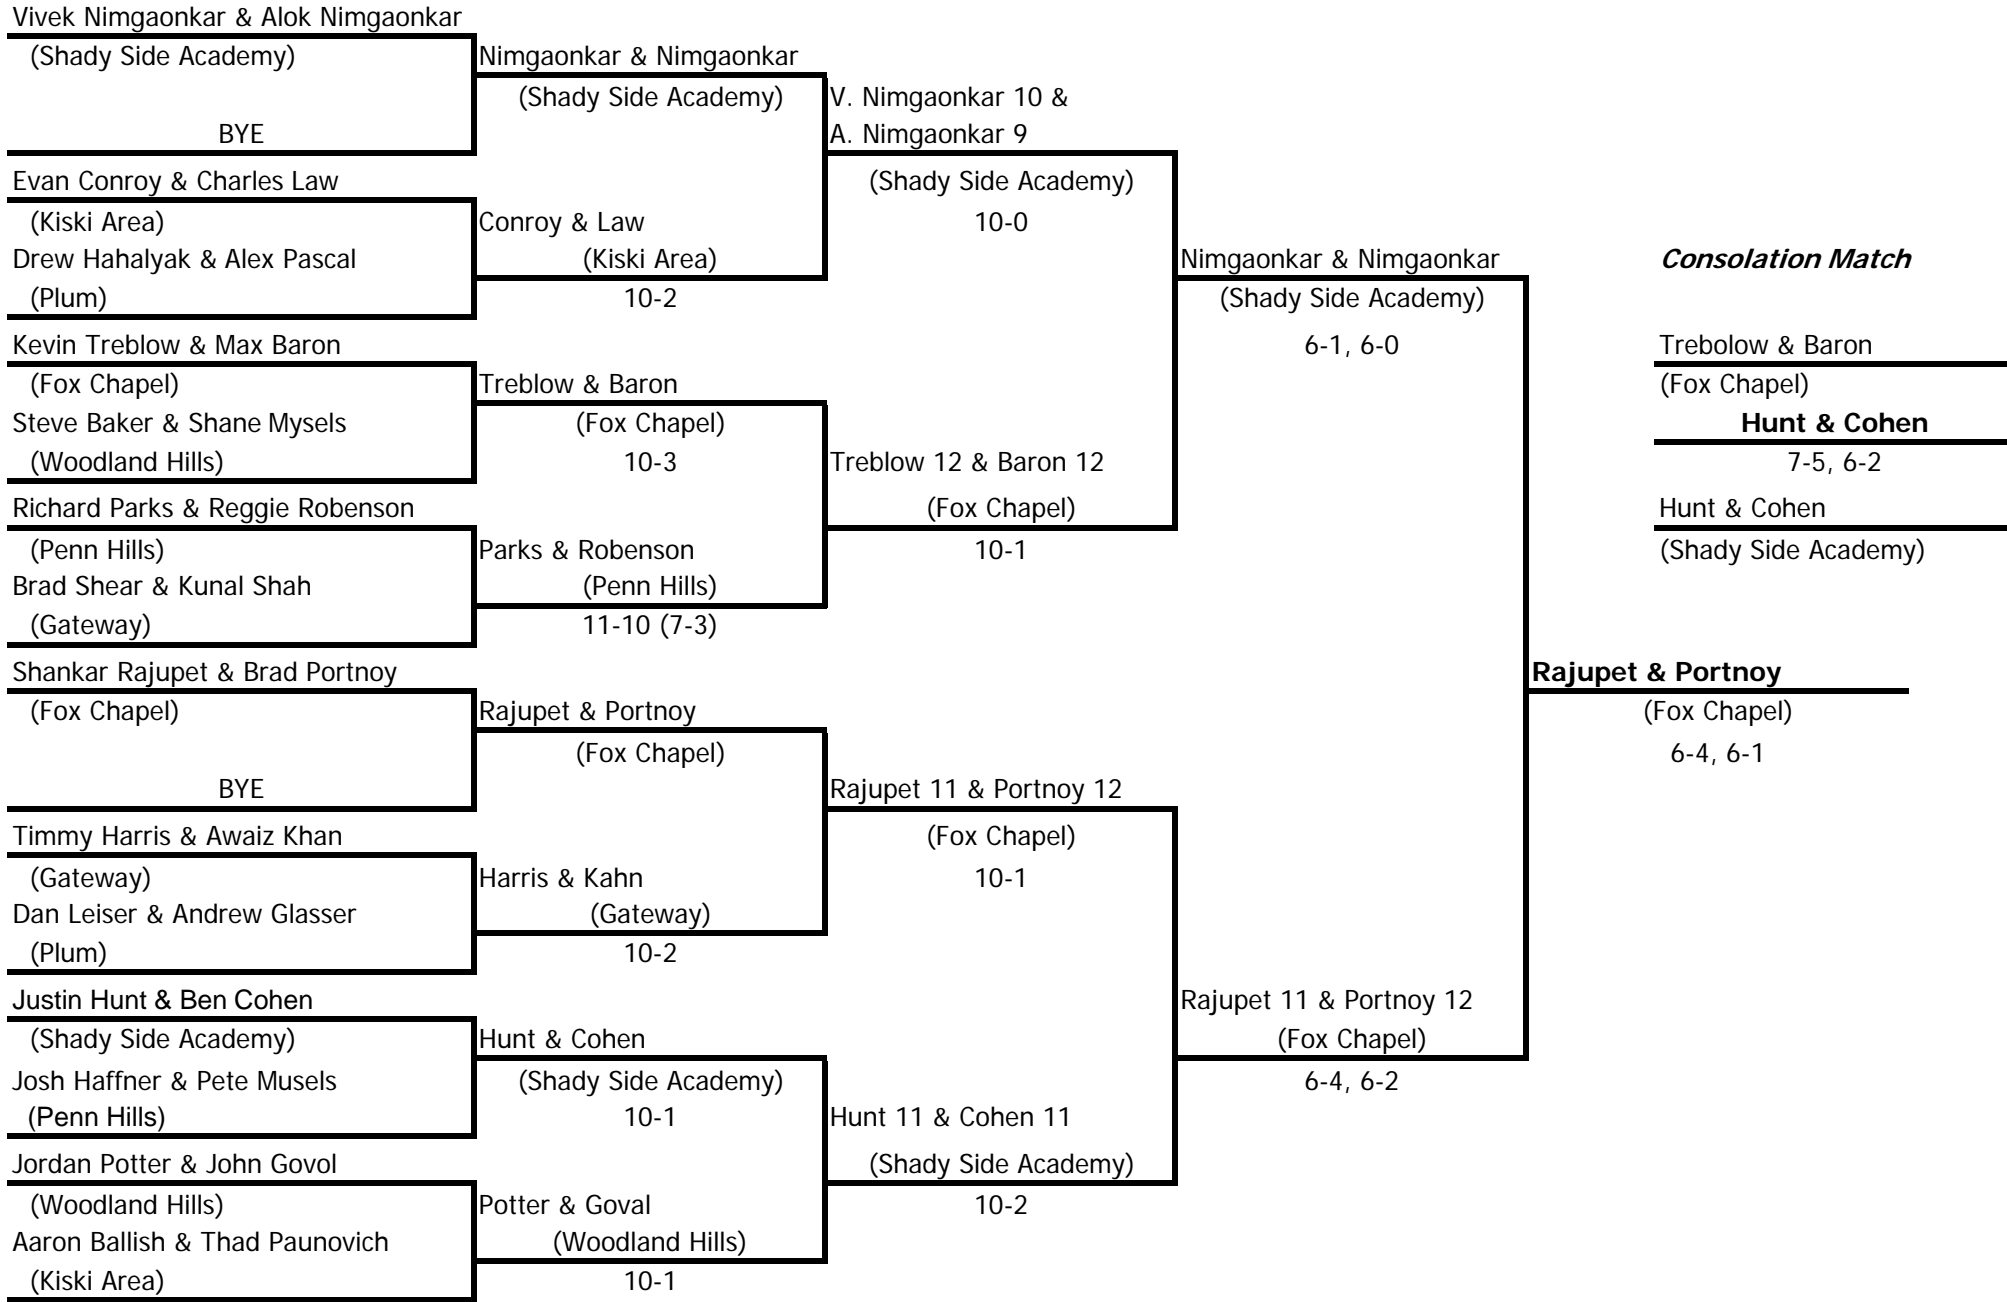 Vivek Nimgaonkar & Alok Nimgaonkar
(Shady Side Academy)
BYE
Evan Conroy & Charles Law
(Kiski Area)
Drew Hahalyak & Alex Pascal
(Plum)
Kevin Treblow & Max Baron
(Fox Chapel)
Steve Baker & Shane Mysels
(Woodland Hills)
Richard Parks & Reggie Robenson
(Penn Hills)
Brad Shear & Kunal Shah
(Gateway)
Shankar Rajupet & Brad Portnoy
(Fox Chapel)
BYE
Timmy Harris & Awaiz Khan
(Gateway)
Dan Leiser & Andrew Glasser
(Plum)
Justin Hunt & Ben Cohen
(Shady Side Academy)
Josh Haffner & Pete Musels
(Penn Hills)
Jordan Potter & John Govol
(Woodland Hills)
Aaron Ballish & Thad Paunovich
(Kiski Area)
Nimgaonkar & Nimgaonkar
(Shady Side Academy)
Conroy & Law
(Kiski Area)
10-2
Treblow & Baron
(Fox Chapel)
10-3
Parks & Robenson
(Penn Hills)
11-10 (7-3)
Rajupet & Portnoy
(Fox Chapel)
Harris & Kahn
(Gateway)
10-2
Hunt & Cohen
(Shady Side Academy)
10-1
Potter & Goval
(Woodland Hills)
10-1
V. Nimgaonkar 10 &
A. Nimgaonkar 9
(Shady Side Academy)
10-0
Treblow 12 & Baron 12
(Fox Chapel)
10-1
Rajupet 11 & Portnoy 12
(Fox Chapel)
10-1
Hunt 11 & Cohen 11
(Shady Side Academy)
10-2
Nimgaonkar & Nimgaonkar
(Shady Side Academy)
6-1, 6-0
Rajupet 11 & Portnoy 12
(Fox Chapel)
6-4, 6-2
Rajupet & Portnoy
(Fox Chapel)
6-4, 6-1
Consolation Match
Trebolow & Baron
(Fox Chapel)
Hunt & Cohen
7-5, 6-2
Hunt & Cohen
(Shady Side Academy)